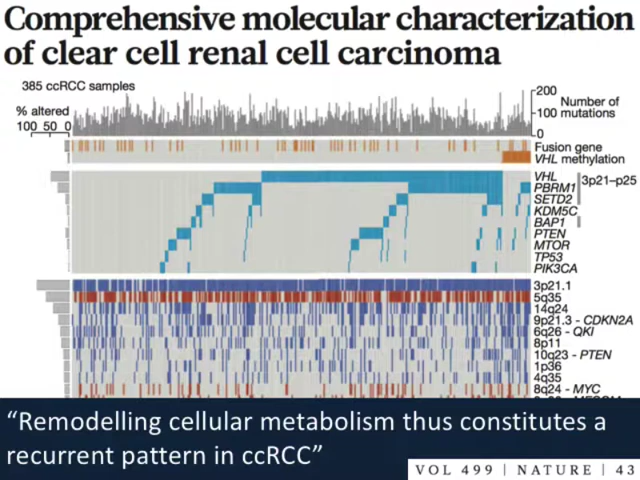 Comprehensive molecular characterization
of clear cell renal cell carcinoma
385 ccRCC samples
% altered
100 50 0
200
100
0
Number of
mutations
Fusion gene
VHL methylation
VHL
PBRM1
SETD2
KDM5C
BAP1
PTEN
MTOR
TP53
PIK3CA
3p21–p25
3p21.1
5q35
14q24
9p21.3 - CDKN2A
6q26 - QKI
8p11
10q23 - PTEN
1p36
4q35
8q24 - MYC
“Remodelling cellular metabolism thus constitutes a
recurrent pattern in ccRCC”
VOL 499 | NATURE | 43